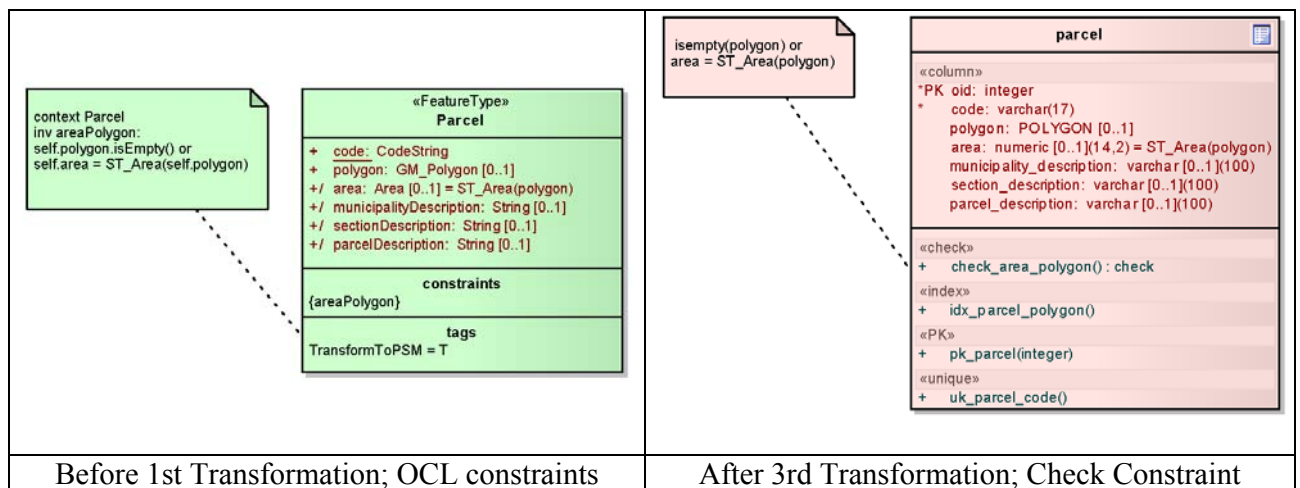 context Parcel
inv areaPolygon:
self.polygon.isEmpty() or
self.area = ST_Area(self.polygon)
«FeatureType»
Parcel
+ code: CodeString
+ polygon: GM_Polygon [0..1]
+/ area: Area [0..1] = ST_Area(polygon)
+/ municipalityDescription: String [0..1]
+/ sectionDescription: String [0..1]
+/ parcelDescription: String [0..1]
constraints
{areaPolygon}
tags
TransformToPSM = T
Before 1st Transformation; OCL constraints
isempty(polygon) or
area = ST_Area(polygon)
parcel
«column»
*PK oid: integer
* code: varchar(17)
polygon: POLYGON [0..1]
area: numeric [0..1](14,2) = ST_Area(polygon)
municipality_description: varchar [0..1](100)
section_description: varchar [0..1](100)
parcel_description: varchar [0..1](100)
«check»
+ check_area_polygon() : check
«index»
+ idx_parcel_polygon()
«PK»
+ pk_parcel(integer)
«unique»
+ uk_parcel_code()
After 3rd Transformation; Check Constraint